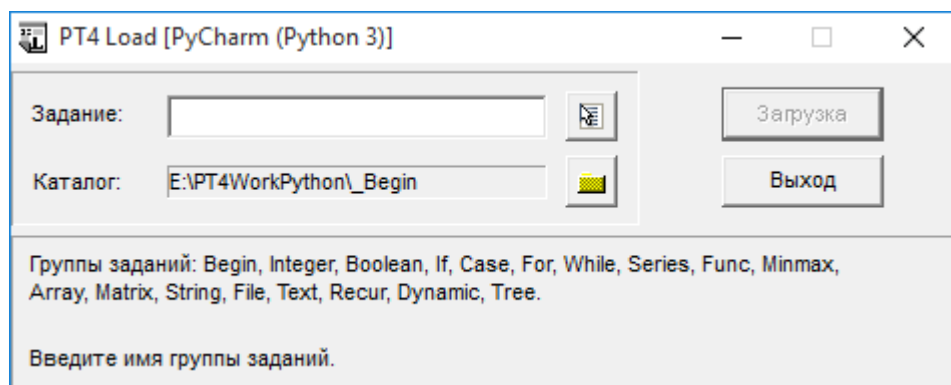 PT4 Load [PyCharm (Python 3)]
Задание:
Загрузка
Каталог: E:\PT4WorkPython\_Begin
Выход
Группы заданий: Begin, Integer, Boolean, If, Case, For, While, Series, Func, Minmax,
Array, Matrix, String, File, Text, Recur, Dynamic, Tree.
Введите имя группы заданий.